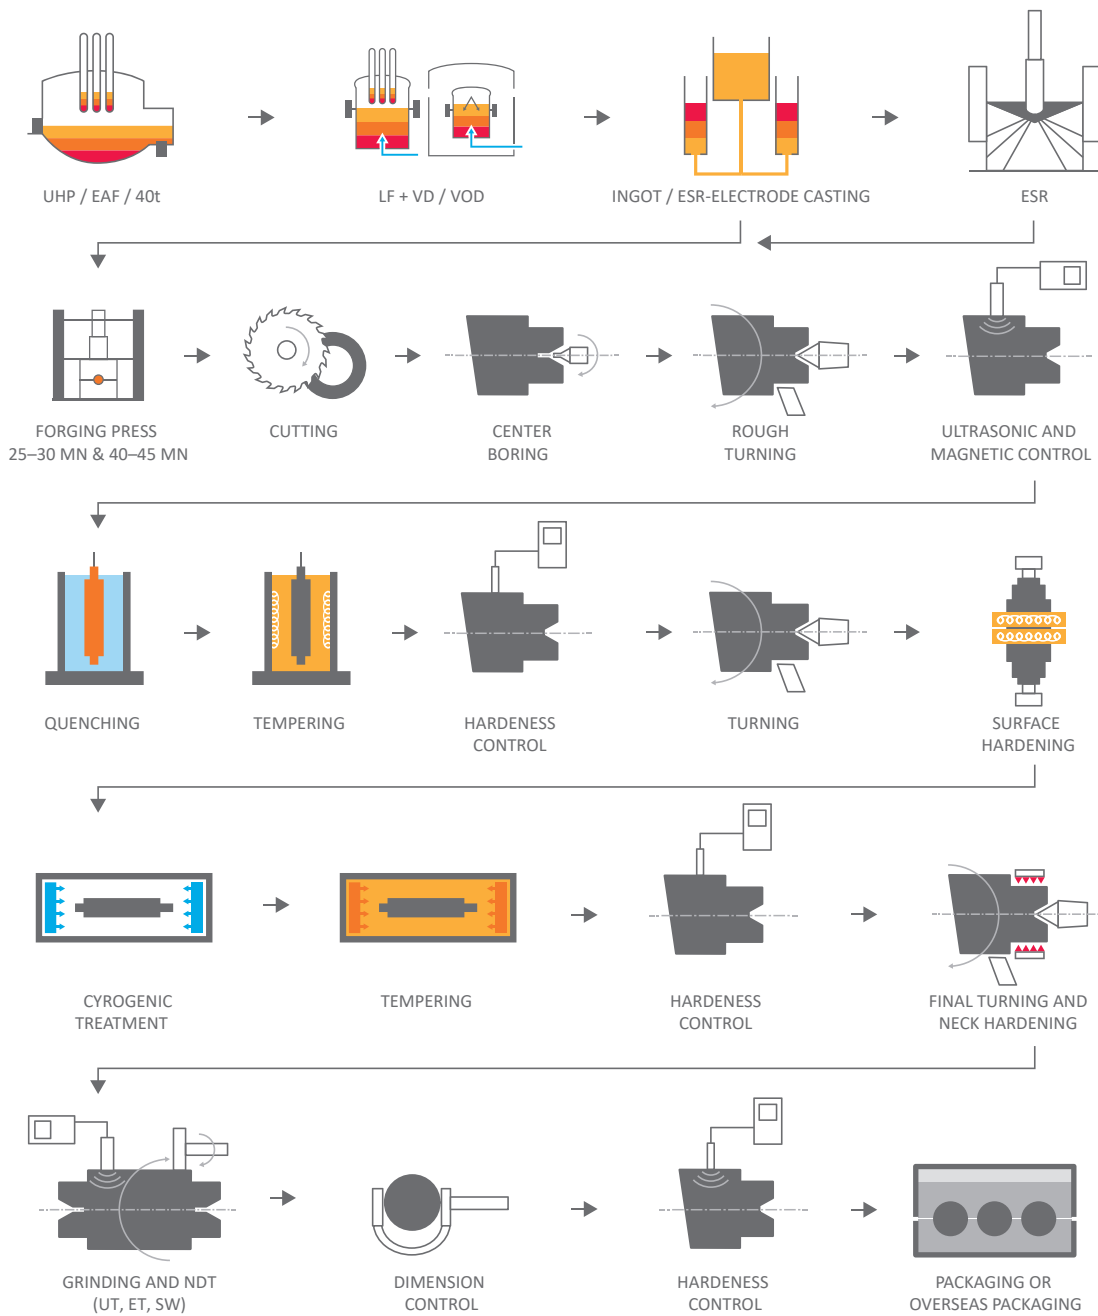 UHP / EAF / 40t
LF + VD / VOD
INGOT / ESR-ELECTRODE CASTING
ESR
FORGING PRESS
25–30 MN & 40–45 MN
CUTTING
CENTER
BORING
ROUGH
TURNING
ULTRASONIC AND
MAGNETIC CONTROL
QUENCHING
TEMPERING
HARDENESS
CONTROL
TURNING
SURFACE
HARDENING
CYROGENIC
TREATMENT
TEMPERING
HARDENESS
CONTROL
FINAL TURNING AND
NECK HARDENING
GRINDING AND NDT
(UT, ET, SW)
DIMENSION
CONTROL
HARDENESS
CONTROL
PACKAGING OR
OVERSEAS PACKAGING